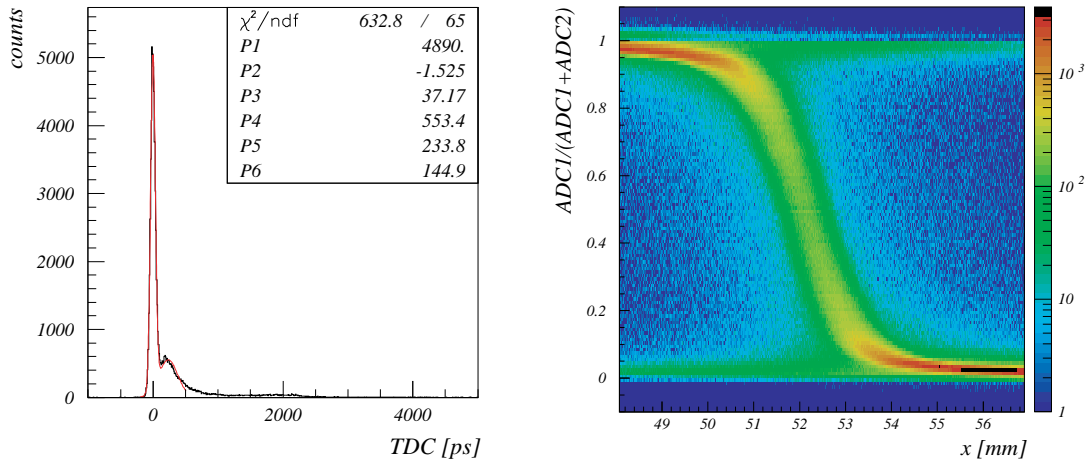 χ²/ndf 632.8 / 65
P1 4890.
P2 -1.525
P3 37.17
P4 553.4
P5 233.8
P6 144.9
counts
5000
4000
3000
2000
1000
0
0 2000 4000
TDC [ps]
ADC1/(ADC1+ADC2)
1
0.8
0.6
0.4
0.2
0
49 50 51 52 53 54 55 56
x [mm]
10³
10²
10
1